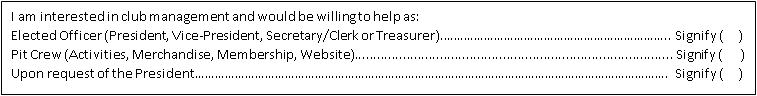 I am interested in club management and would be willing to help as:
Elected Officer (President, Vice-President, Secretary/Clerk or Treasurer)..................................................................... Signify (    )
Pit Crew (Activities, Merchandise, Membership, Website)...................................................................................... Signify (    )
Upon request of the President............................................................................................................................................ Signify (    )